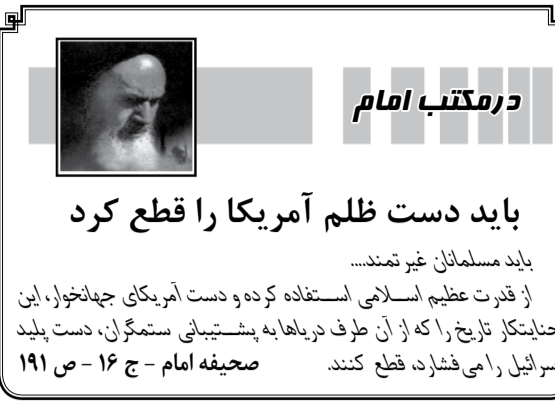 درمکتب امام
باید دست ظلم آمریکا را قطع کرد
باید مسلمانان غیرتمند....
از قدرت عظیم اسلامی استفاده کرده و دست آمریکای جهانخوار، این
جنایتکار تاریخ را که از آن طرف دریاها به پشتیبانی ستمگران، دست پلید
اسرائیل را می‌فشارد، قطع کنند. صحیفه امام - ج ۱۶ - ص ۱۹۱